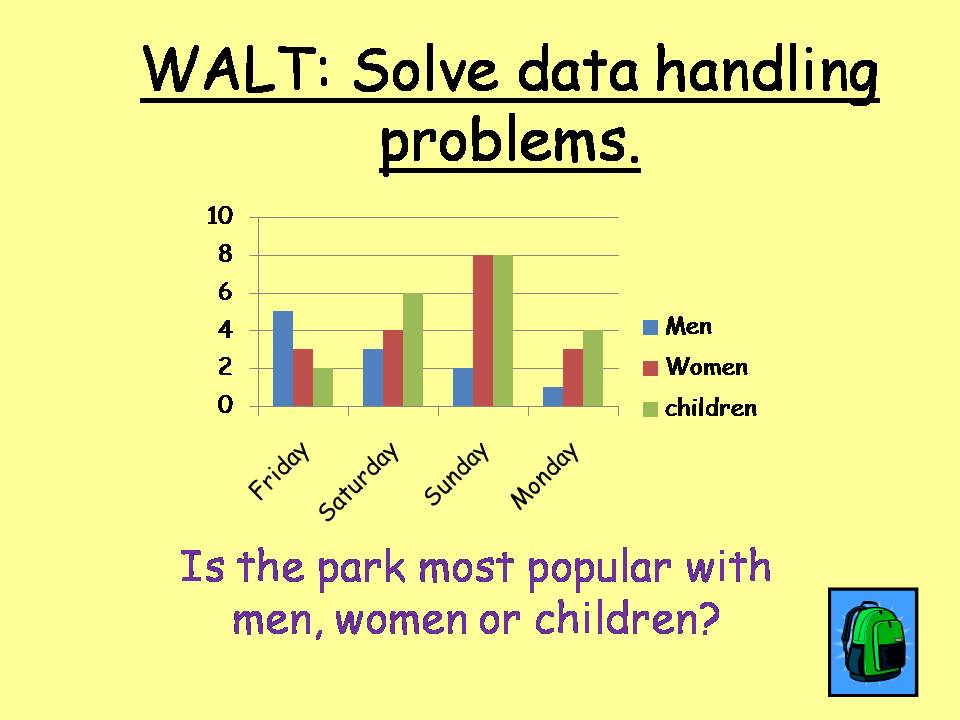 WALT: Solve data handling
problems.
10
8
6
4
2
0
Men
Women
children
Friday
Saturday
Sunday
Monday
Is the park most popular with
men, women or children?